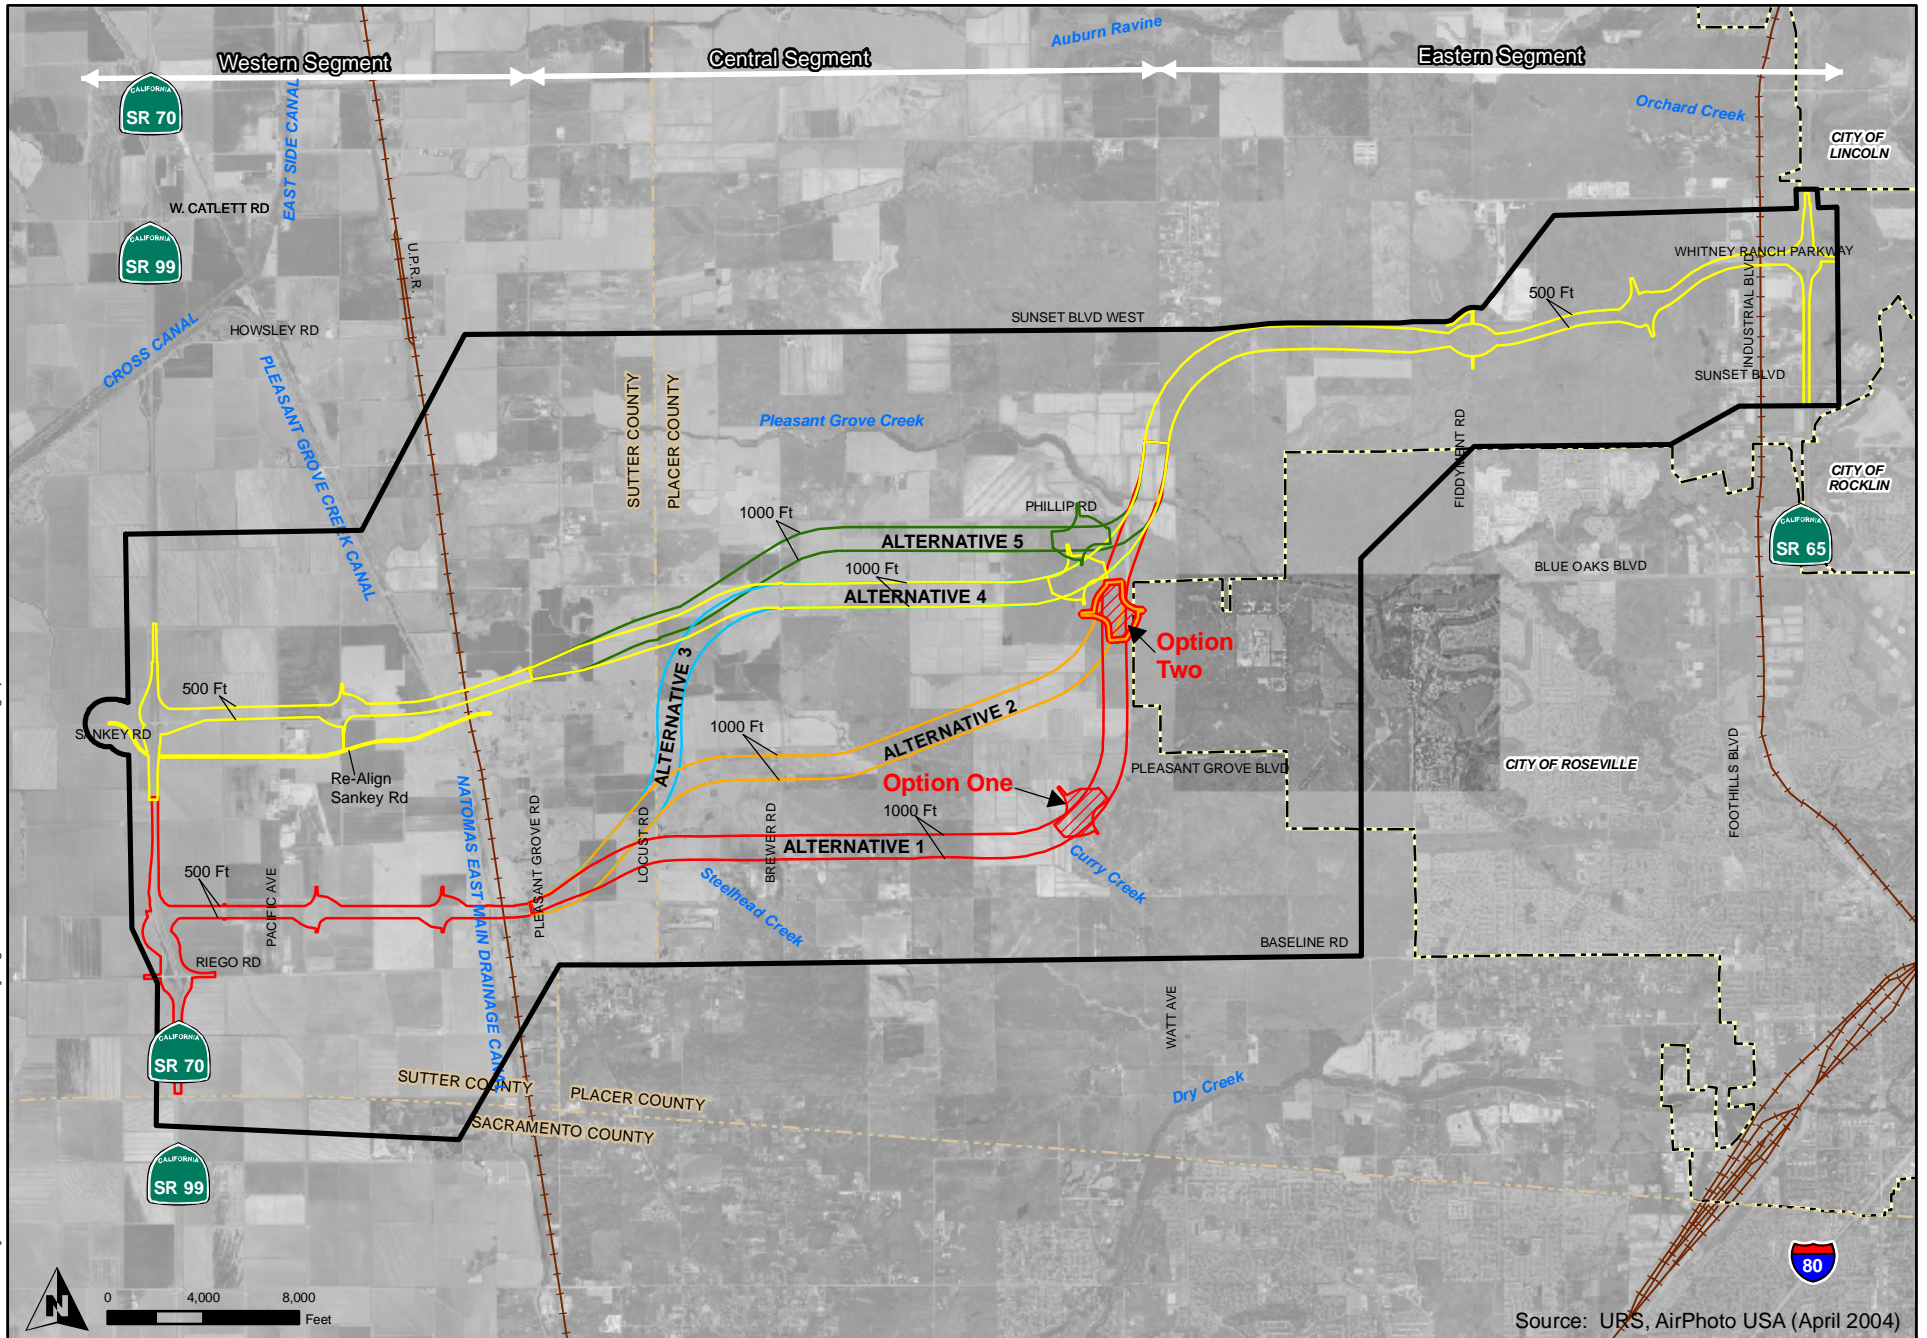 Western Segment
Central Segment
Eastern Segment
Auburn Ravine
Orchard Creek
CALIFORNIA
SR 70
EAST SIDE CANAL
CITY OF
LINCOLN
W. CATLETT RD
CALIFORNIA
SR 99
U.P.R.R.
WHITNEY RANCH PARKWAY
INDUSTRIAL BLVD
500 Ft
SUNSET BLVD WEST
HOWSLEY RD
CROSS CANAL
PLEASANT GROVE CREEK CANAL
SUNSET BLVD
SUTTER COUNTY
PLACER COUNTY
Pleasant Grove Creek
FIDDYMENT RD
CITY OF
ROCKLIN
CALIFORNIA
SR 65
PHILLIP RD
1000 Ft
ALTERNATIVE 5
1000 Ft
ALTERNATIVE 4
BLUE OAKS BLVD
Option
Two
ALTERNATIVE 3
500 Ft
SANKEY RD
1000 Ft
ALTERNATIVE 2
Re-Align
Sankey Rd
PLEASANT GROVE BLVD
CITY OF ROSEVILLE
FOOTHILLS BLVD
Option One
1000 Ft
ALTERNATIVE 1
NATOMAS EAST MAIN DRAINAGE CANAL
PLEASANT GROVE RD
LOCUST RD
BREWER RD
Curry Creek
Steelhead Creek
500 Ft
PACIFIC AVE
RIEGO RD
BASELINE RD
WATT AVE
CALIFORNIA
SR 70
SUTTER COUNTY
PLACER COUNTY
SACRAMENTO COUNTY
Dry Creek
CALIFORNIA
SR 99
80
N
0 4,000 8,000
Feet
Source: URS, AirPhoto USA (April 2004)